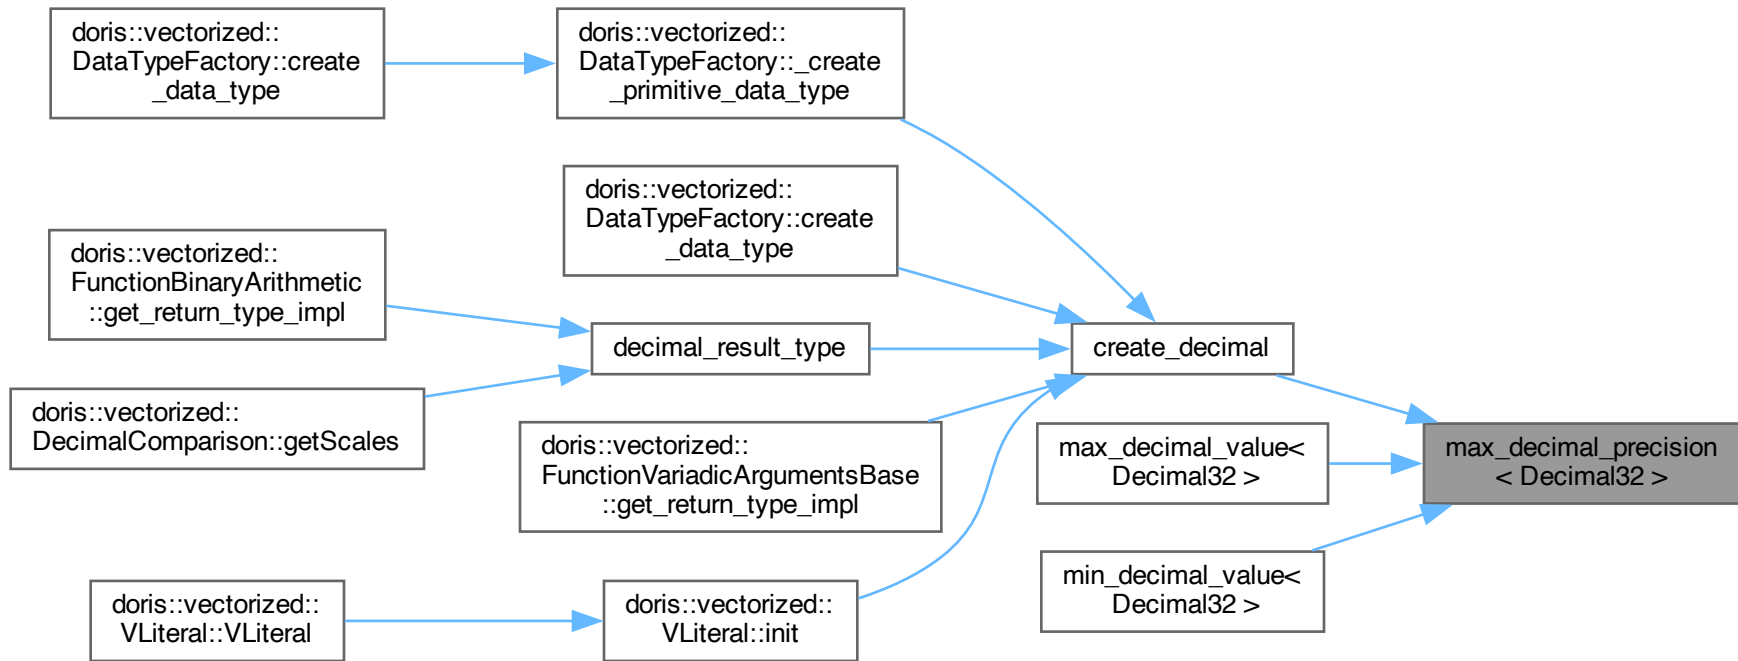 doris::vectorized::
DataTypeFactory::create
_data_type
doris::vectorized::
DataTypeFactory::_create
_primitive_data_type
doris::vectorized::
DataTypeFactory::create
_data_type
doris::vectorized::
FunctionBinaryArithmetic
::get_return_type_impl
decimal_result_type
create_decimal
doris::vectorized::
DecimalComparison::getScales
doris::vectorized::
FunctionVariadicArgumentsBase
::get_return_type_impl
max_decimal_value<
Decimal32 >
max_decimal_precision
< Decimal32 >
min_decimal_value<
Decimal32 >
doris::vectorized::
VLiteral::VLiteral
doris::vectorized::
VLiteral::init